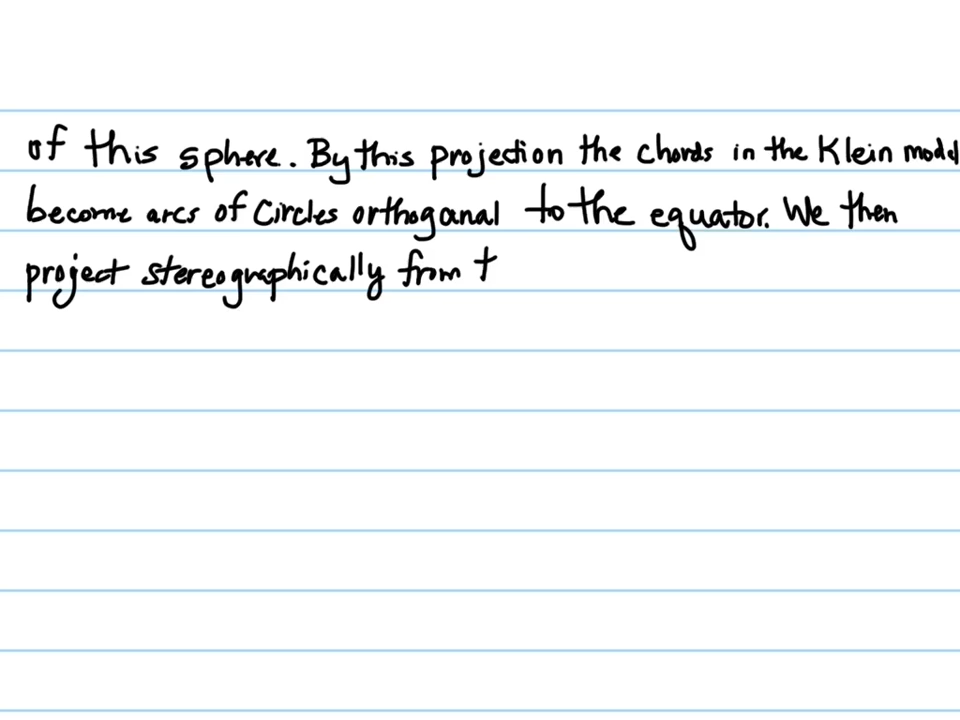 of this sphere. By this projection the chords in the Klein model
become arcs of Circles orthoganal to the equator. We then
project stereographically from t